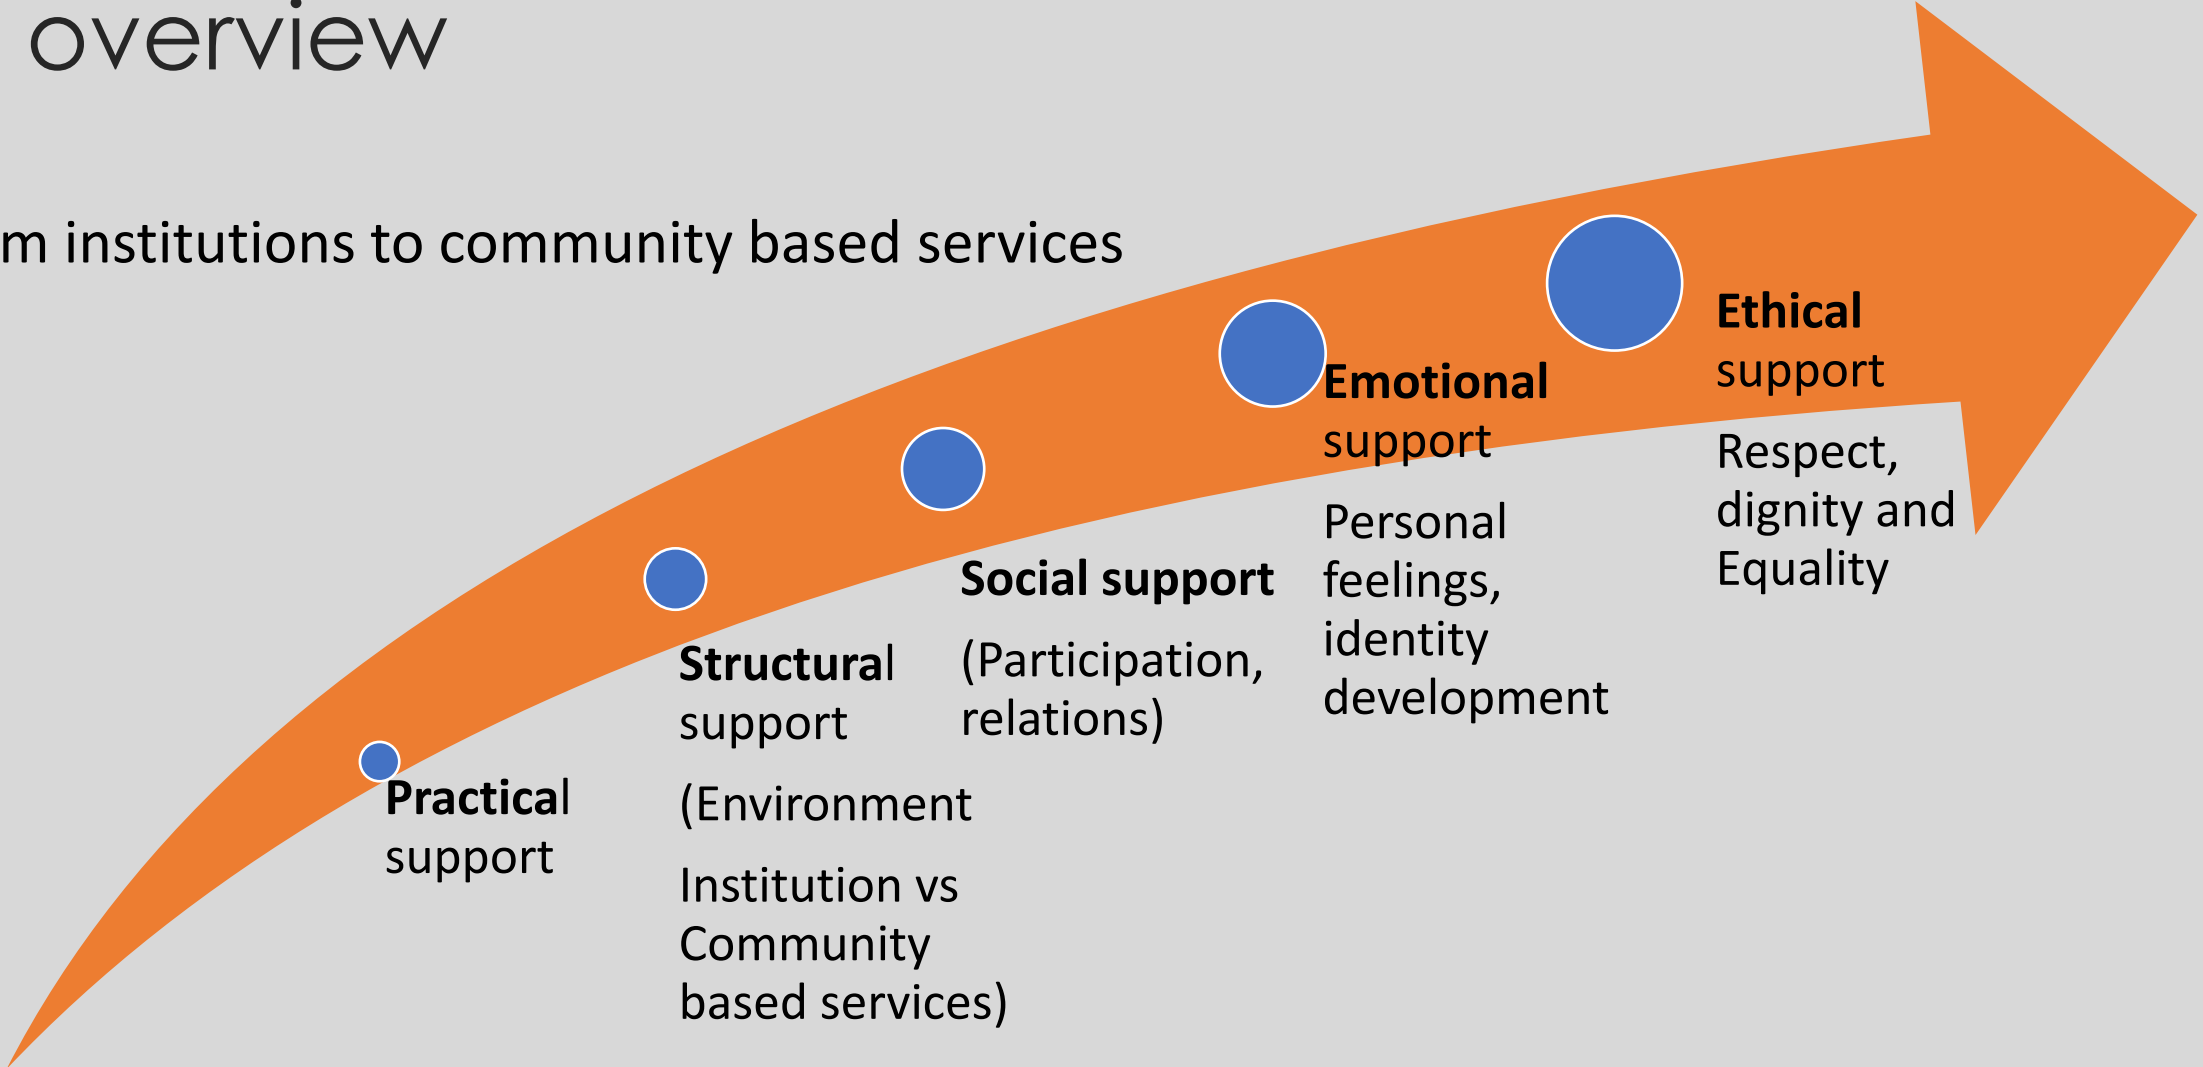 overview
m institutions to community based services
Practical
support
Structural
support
(Environment
Institution vs
Community
based services)
Social support
(Participation,
relations)
Emotional
support
Personal
feelings,
identity
development
Ethical
support
Respect,
dignity and
Equality